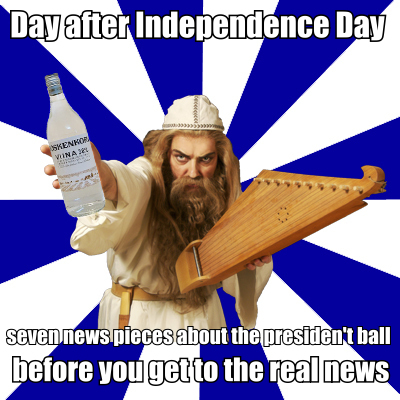 Day after Independence Day
OSKENKOR
VIINA 38%
seven news pieces about the presiden't ball
before you get to the real news